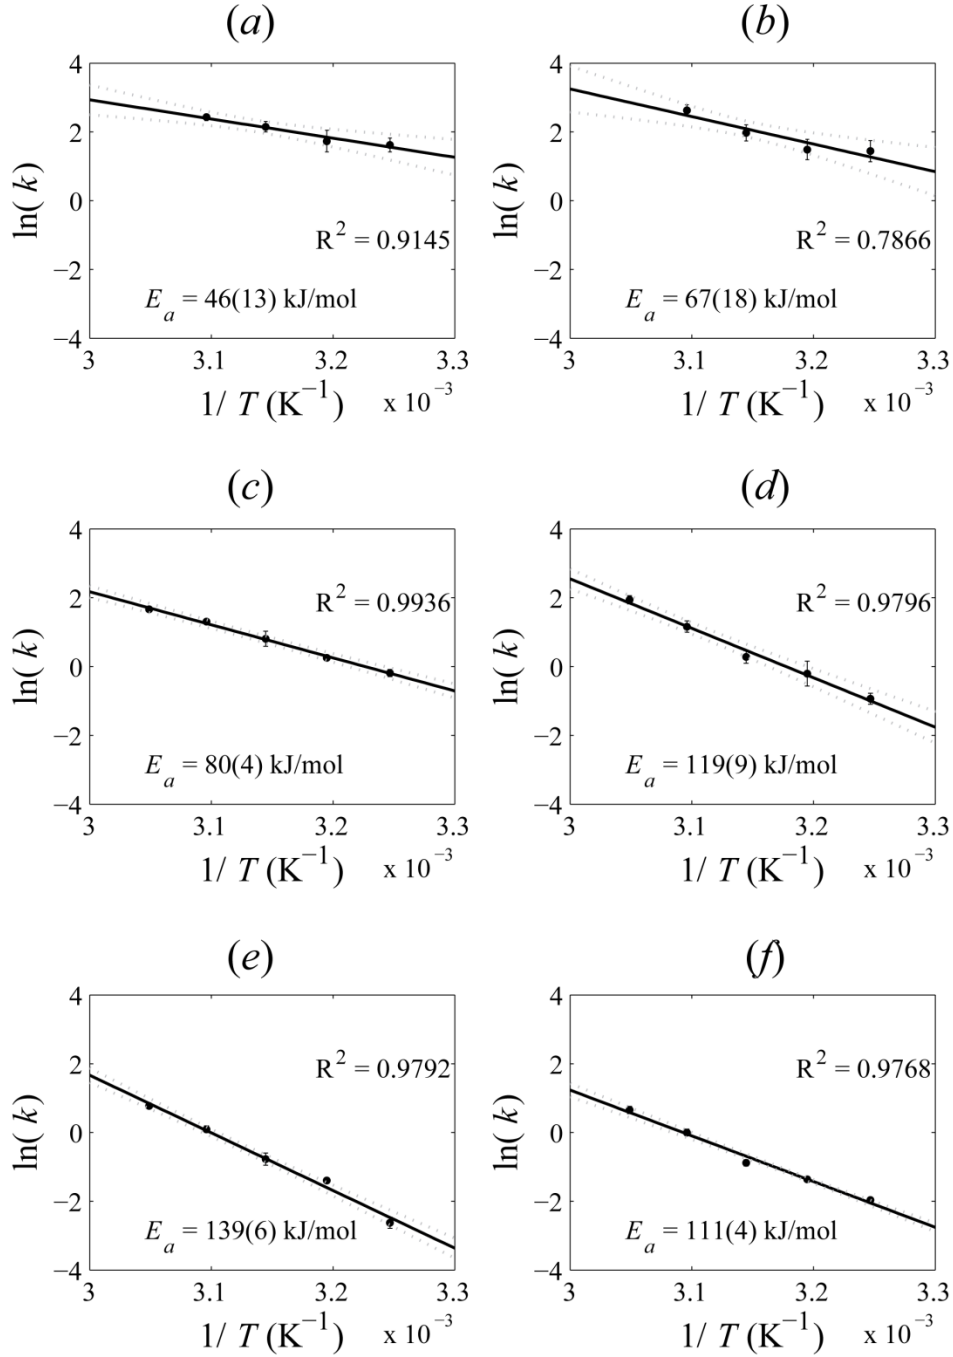 (a)
4
2
0
−2
−4
ln( k )
R² = 0.9145
E_a = 46(13) kJ/mol
3 3.1 3.2 3.3
1/ T (K⁻¹) x 10⁻³
(b)
4
2
0
−2
−4
ln( k )
R² = 0.7866
E_a = 67(18) kJ/mol
3 3.1 3.2 3.3
1/ T (K⁻¹) x 10⁻³
(c)
4
2
0
−2
−4
ln( k )
R² = 0.9936
E_a = 80(4) kJ/mol
3 3.1 3.2 3.3
1/ T (K⁻¹) x 10⁻³
(d)
4
2
0
−2
−4
ln( k )
R² = 0.9796
E_a = 119(9) kJ/mol
3 3.1 3.2 3.3
1/ T (K⁻¹) x 10⁻³
(e)
4
2
0
−2
−4
ln( k )
R² = 0.9792
E_a = 139(6) kJ/mol
3 3.1 3.2 3.3
1/ T (K⁻¹) x 10⁻³
(f)
4
2
0
−2
−4
ln( k )
R² = 0.9768
E_a = 111(4) kJ/mol
3 3.1 3.2 3.3
1/ T (K⁻¹) x 10⁻³